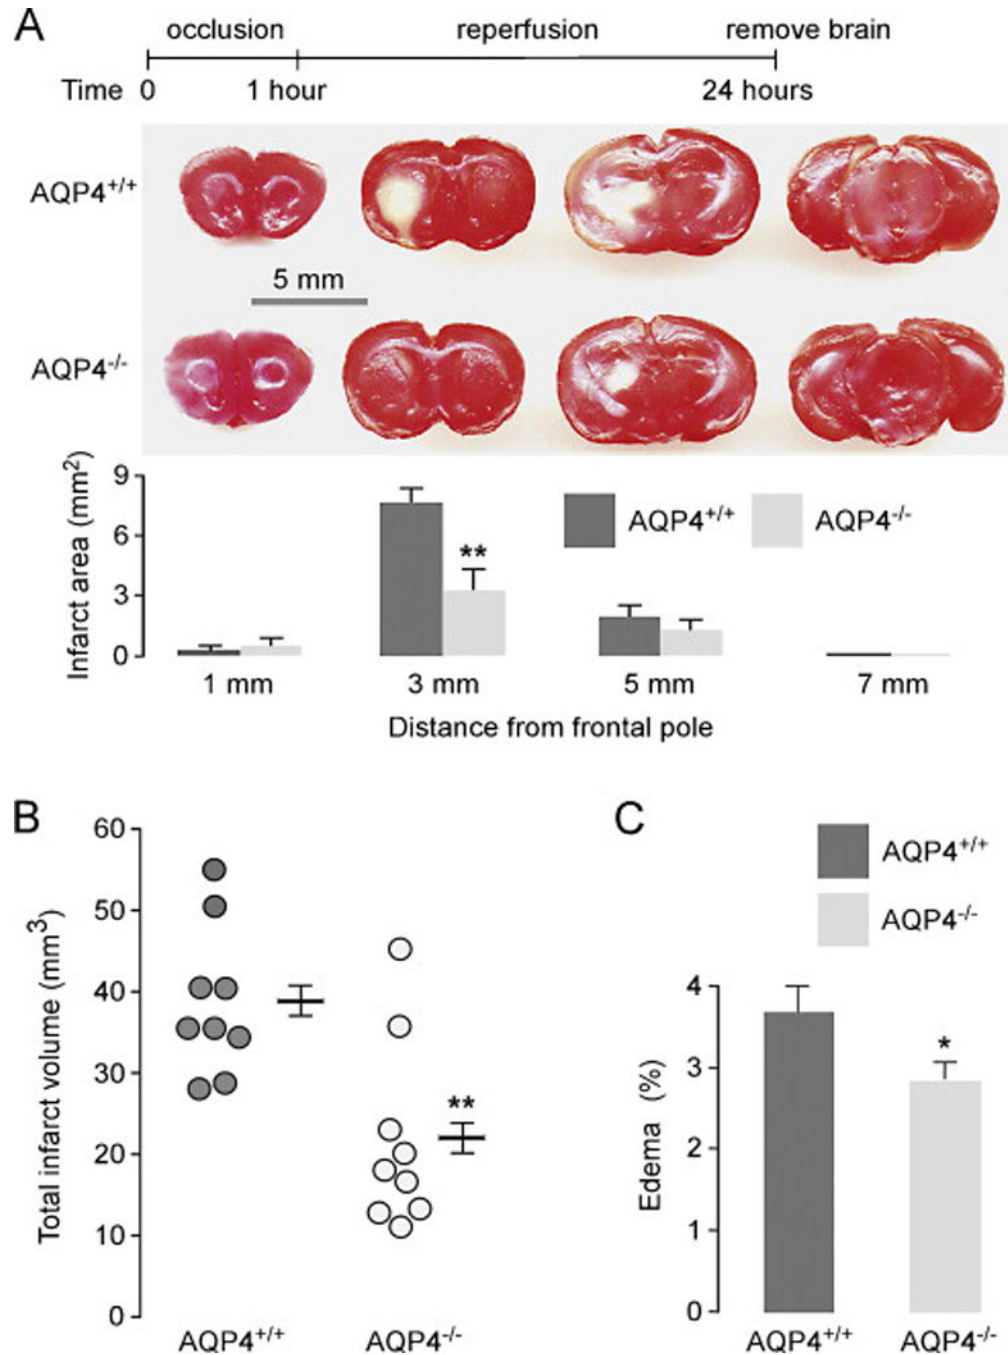 A
occlusion reperfusion remove brain
Time 0 1 hour 24 hours
AQP4+/+
5 mm
AQP4-/-
Infarct area (mm2)
9
6
3
0
AQP4+/+ AQP4-/-
**
1 mm 3 mm 5 mm 7 mm
Distance from frontal pole
B
Total infarct volume (mm3)
60
50
40
30
20
10
0
**
AQP4+/+ AQP4-/-
C
AQP4+/+
AQP4-/-
Edema (%)
4
3
2
1
0
*
AQP4+/+ AQP4-/-